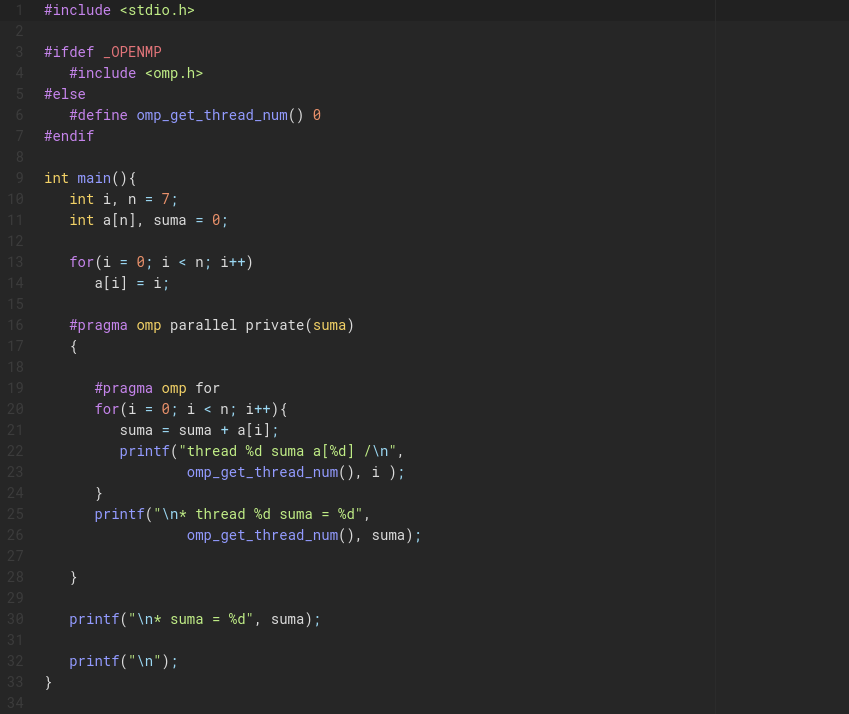 1 #include <stdio.h>
2
3 #ifdef _OPENMP
4    #include <omp.h>
5 #else
6    #define omp_get_thread_num() 0
7 #endif
8
9 int main(){
10    int i, n = 7;
11    int a[n], suma = 0;
12
13    for(i = 0; i < n; i++)
14       a[i] = i;
15
16    #pragma omp parallel private(suma)
17    {
18
19       #pragma omp for
20       for(i = 0; i < n; i++){
21          suma = suma + a[i];
22          printf("thread %d suma a[%d] /\n",
23                  omp_get_thread_num(), i );
24       }
25       printf("\n* thread %d suma = %d",
26                  omp_get_thread_num(), suma);
27
28    }
29
30    printf("\n* suma = %d", suma);
31
32    printf("\n");
33 }
34